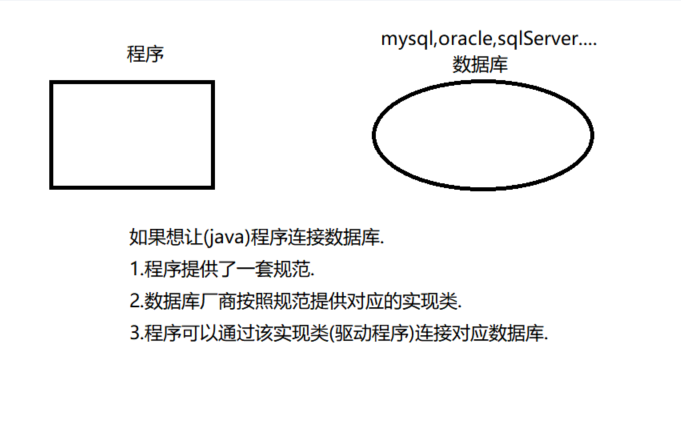 程序
mysql,oracle,sqlServer....
数据库
如果想让(java)程序连接数据库.
1.程序提供了一套规范.
2.数据库厂商按照规范提供对应的实现类.
3.程序可以通过该实现类(驱动程序)连接对应数据库.